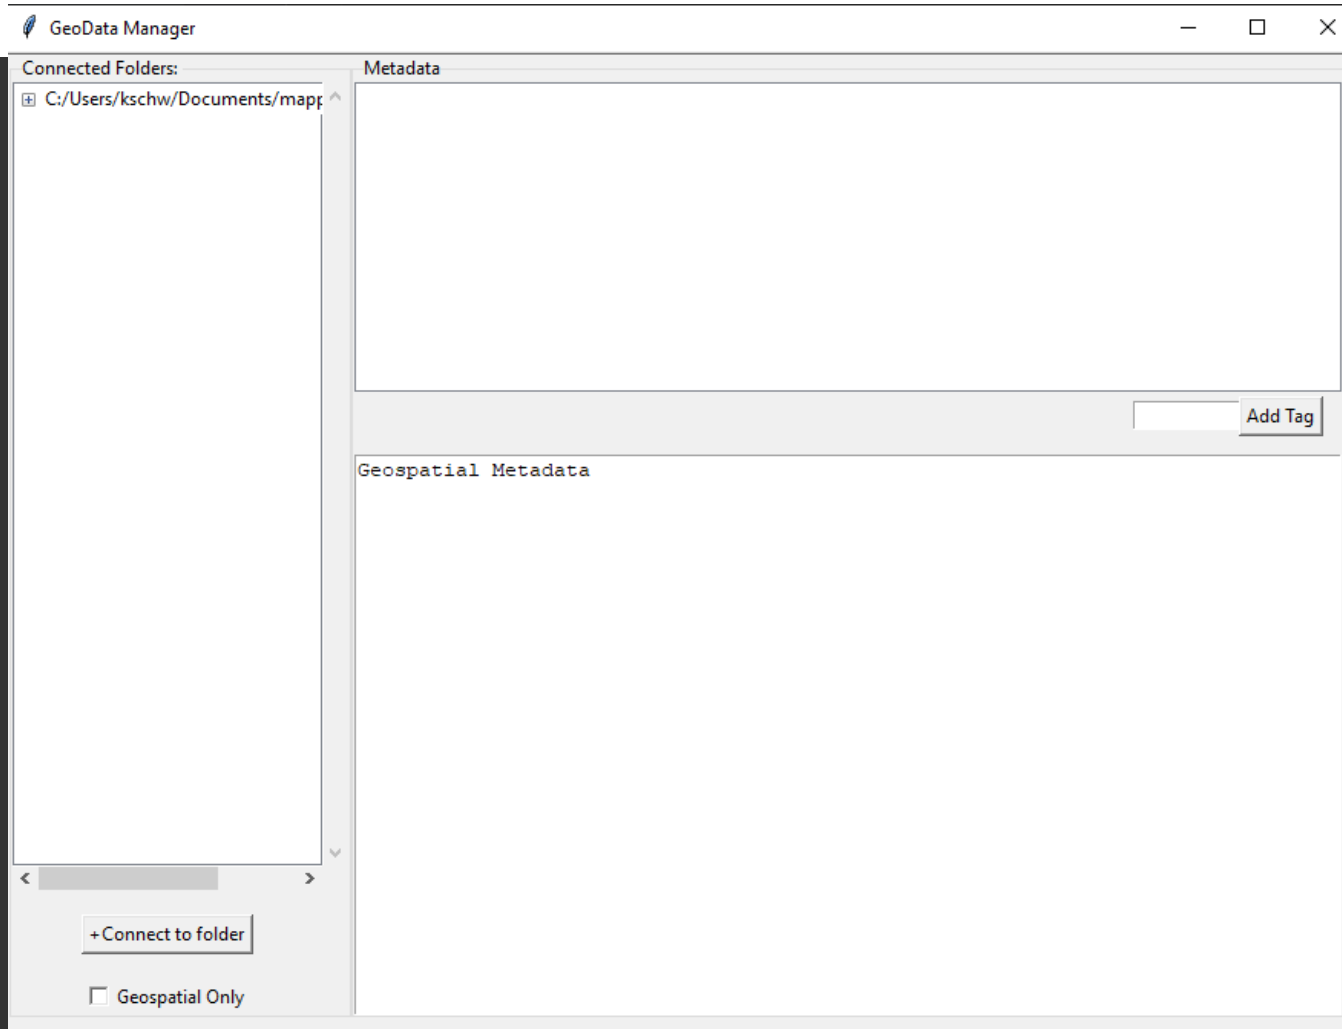 GeoData Manager
Connected Folders:
C:/Users/kschw/Documents/mapp
+Connect to folder
Geospatial Only
Metadata
Add Tag
Geospatial Metadata